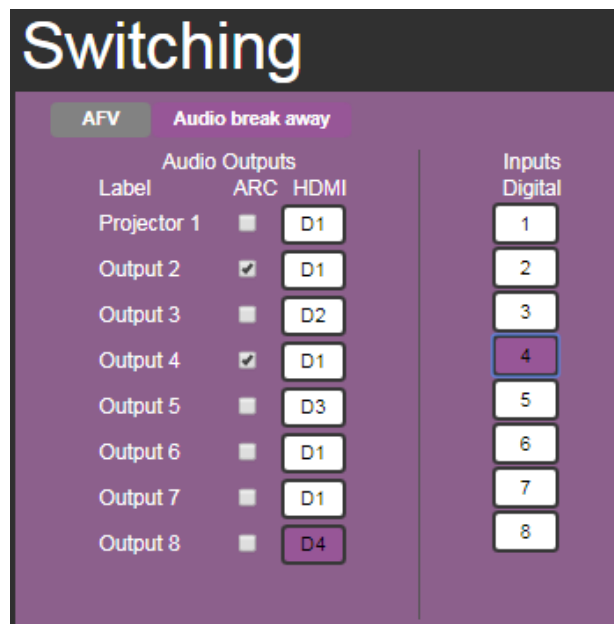 Switching
AFV Audio break away
Audio Outputs Inputs
Label ARC HDMI Digital
Projector 1 D1 1
Output 2 D1 2
Output 3 D2 3
Output 4 D1 4
Output 5 D3 5
Output 6 D1 6
Output 7 D1 7
Output 8 D4 8